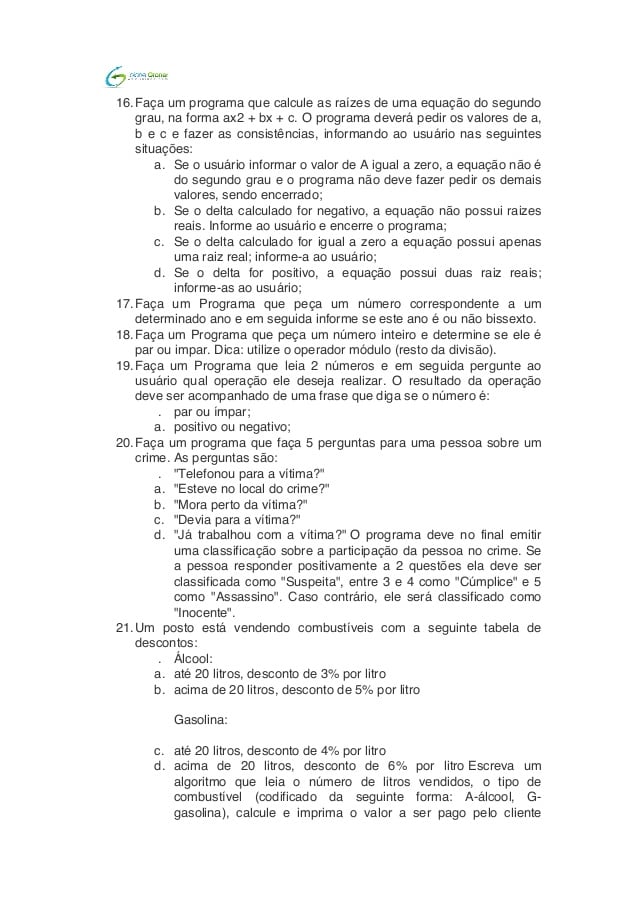 16. Faça um programa que calcule as raízes de uma equação do segundo
grau, na forma ax2 + bx + c. O programa deverá pedir os valores de a,
b e c e fazer as consistências, informando ao usuário nas seguintes
situações:
a. Se o usuário informar o valor de A igual a zero, a equação não é
do segundo grau e o programa não deve fazer pedir os demais
valores, sendo encerrado;
b. Se o delta calculado for negativo, a equação não possui raizes
reais. Informe ao usuário e encerre o programa;
c. Se o delta calculado for igual a zero a equação possui apenas
uma raiz real; informe-a ao usuário;
d. Se o delta for positivo, a equação possui duas raiz reais;
informe-as ao usuário;
17. Faça um Programa que peça um número correspondente a um
determinado ano e em seguida informe se este ano é ou não bissexto.
18. Faça um Programa que peça um número inteiro e determine se ele é
par ou impar. Dica: utilize o operador módulo (resto da divisão).
19. Faça um Programa que leia 2 números e em seguida pergunte ao
usuário qual operação ele deseja realizar. O resultado da operação
deve ser acompanhado de uma frase que diga se o número é:
. par ou ímpar;
a. positivo ou negativo;
20. Faça um programa que faça 5 perguntas para uma pessoa sobre um
crime. As perguntas são:
. "Telefonou para a vítima?"
a. "Esteve no local do crime?"
b. "Mora perto da vítima?"
c. "Devia para a vítima?"
d. "Já trabalhou com a vítima?" O programa deve no final emitir
uma classificação sobre a participação da pessoa no crime. Se
a pessoa responder positivamente a 2 questões ela deve ser
classificada como "Suspeita", entre 3 e 4 como "Cúmplice" e 5
como "Assassino". Caso contrário, ele será classificado como
"Inocente".
21. Um posto está vendendo combustíveis com a seguinte tabela de
descontos:
. Álcool:
a. até 20 litros, desconto de 3% por litro
b. acima de 20 litros, desconto de 5% por litro
Gasolina:
c. até 20 litros, desconto de 4% por litro
d. acima de 20 litros, desconto de 6% por litro Escreva um
algoritmo que leia o número de litros vendidos, o tipo de
combustível (codificado da seguinte forma: A-álcool, G-
gasolina), calcule e imprima o valor a ser pago pelo cliente